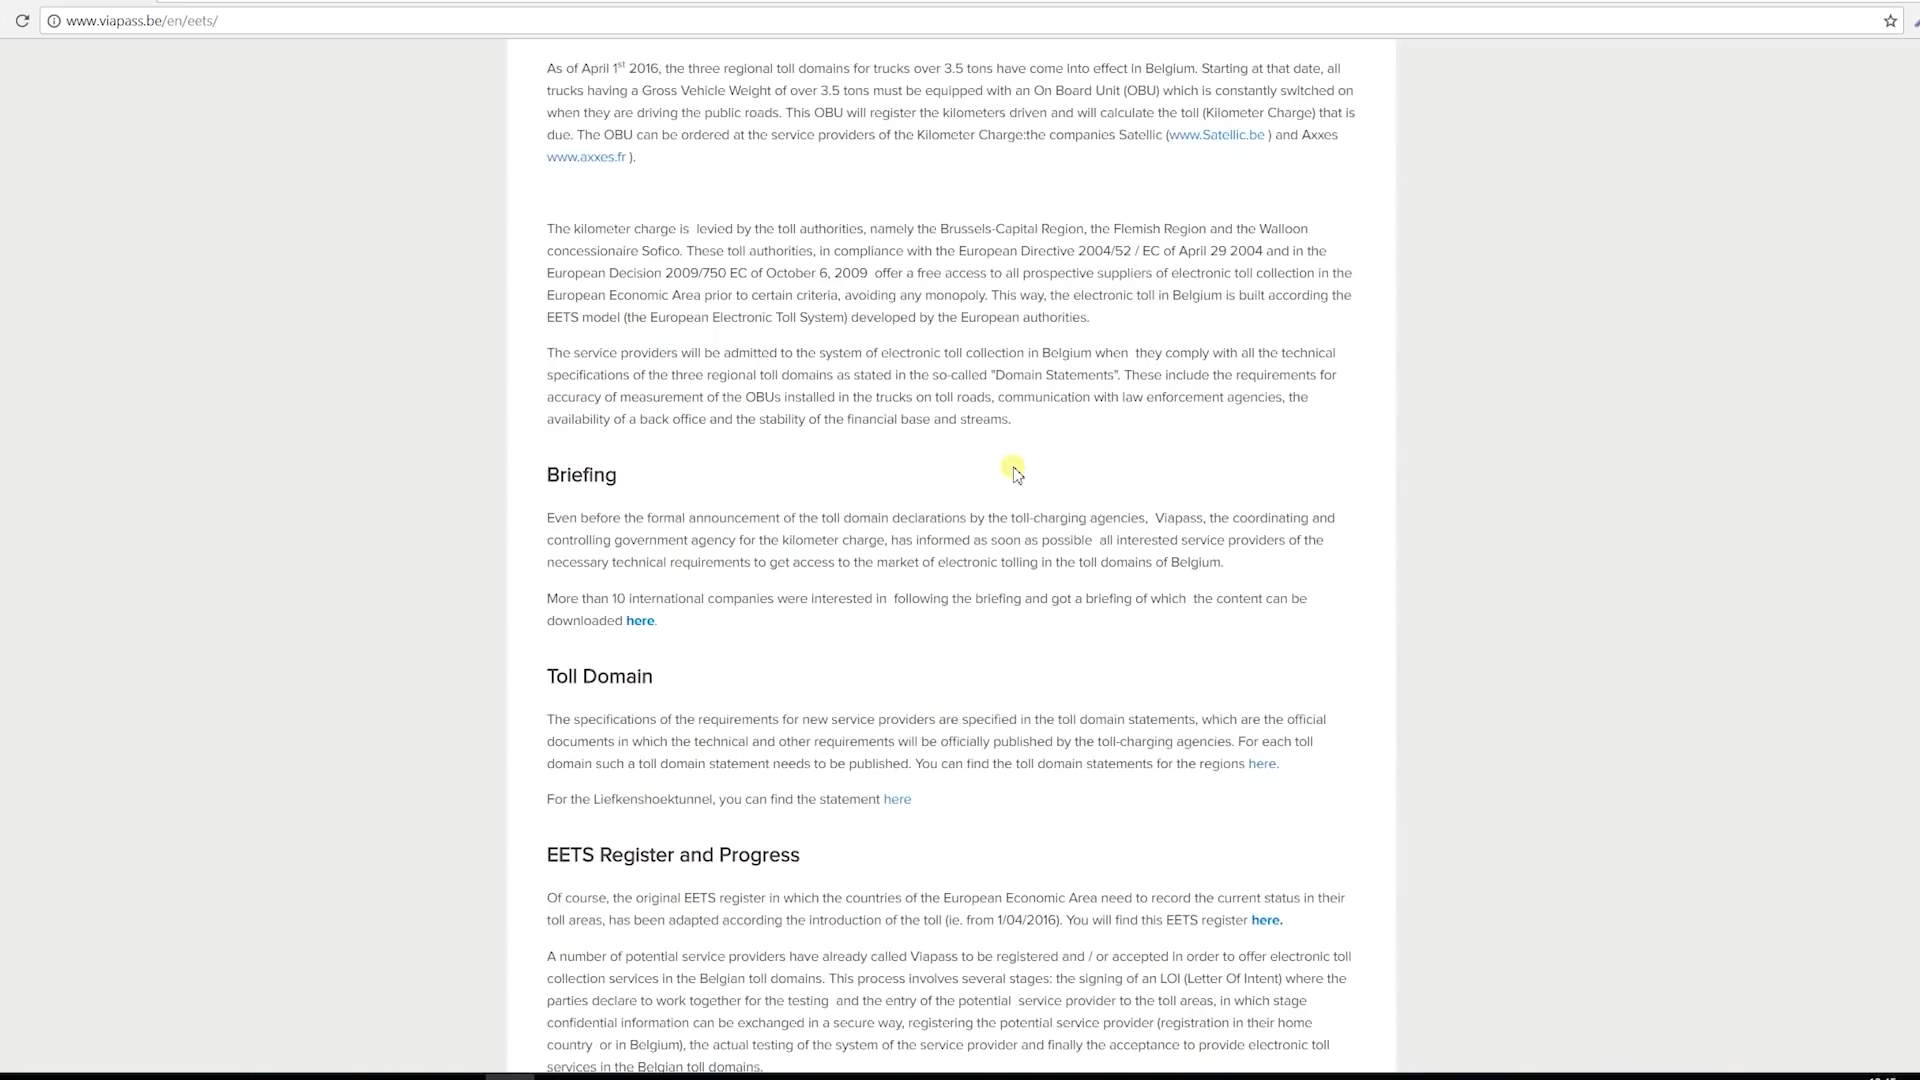 www.viapass.be/en/eets/
As of April 1st 2016, the three regional toll domains for trucks over 3.5 tons have come into effect in Belgium. Starting at that date, all
trucks having a Gross Vehicle Weight of over 3.5 tons must be equipped with an On Board Unit (OBU) which is constantly switched on
when they are driving the public roads. This OBU will register the kilometers driven and will calculate the toll (Kilometer Charge) that is
due. The OBU can be ordered at the service providers of the Kilometer Charge:the companies Satellic (www.Satellic.be ) and Axxes
www.axxes.fr ).
The kilometer charge is  levied by the toll authorities, namely the Brussels-Capital Region, the Flemish Region and the Walloon
concessionaire Sofico. These toll authorities, in compliance with the European Directive 2004/52 / EC of April 29 2004 and in the
European Decision 2009/750 EC of October 6, 2009  offer a free access to all prospective suppliers of electronic toll collection in the
European Economic Area prior to certain criteria, avoiding any monopoly. This way, the electronic toll in Belgium is built according the
EETS model (the European Electronic Toll System) developed by the European authorities.
The service providers will be admitted to the system of electronic toll collection in Belgium when  they comply with all the technical
specifications of the three regional toll domains as stated in the so-called "Domain Statements". These include the requirements for
accuracy of measurement of the OBUs installed in the trucks on toll roads, communication with law enforcement agencies, the
availability of a back office and the stability of the financial base and streams.
Briefing
Even before the formal announcement of the toll domain declarations by the toll-charging agencies,  Viapass, the coordinating and
controlling government agency for the kilometer charge, has informed as soon as possible  all interested service providers of the
necessary technical requirements to get access to the market of electronic tolling in the toll domains of Belgium.
More than 10 international companies were interested in  following the briefing and got a briefing of which  the content can be
downloaded here.
Toll Domain
The specifications of the requirements for new service providers are specified in the toll domain statements, which are the official
documents in which the technical and other requirements will be officially published by the toll-charging agencies. For each toll
domain such a toll domain statement needs to be published. You can find the toll domain statements for the regions here.
For the Liefkenshoektunnel, you can find the statement here
EETS Register and Progress
Of course, the original EETS register in which the countries of the European Economic Area need to record the current status in their
toll areas, has been adapted according the introduction of the toll (ie. from 1/04/2016). You will find this EETS register here.
A number of potential service providers have already called Viapass to be registered and / or accepted in order to offer electronic toll
collection services in the Belgian toll domains. This process involves several stages: the signing of an LOI (Letter Of Intent) where the
parties declare to work together for the testing  and the entry of the potential  service provider to the toll areas, in which stage
confidential information can be exchanged in a secure way, registering the potential service provider (registration in their home
country  or in Belgium), the actual testing of the system of the service provider and finally the acceptance to provide electronic toll
services in the Belgian toll domains.